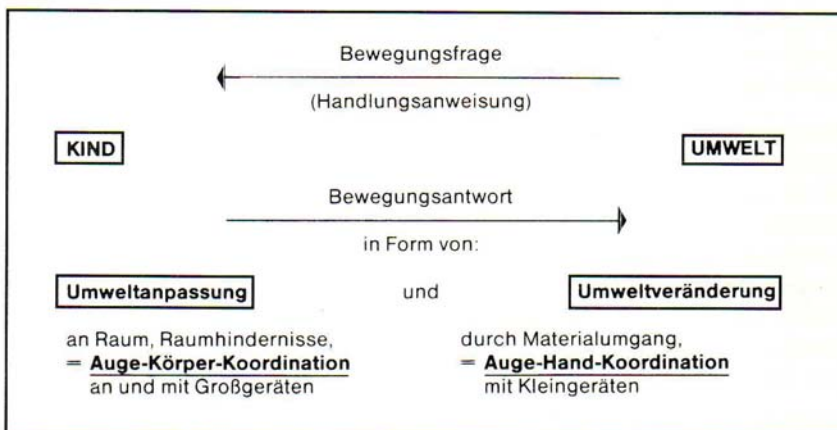 Bewegungsfrage
(Handlungsanweisung)
KIND
UMWELT
Bewegungsantwort
in Form von:
Umweltanpassung und Umweltveränderung
an Raum, Raumhindernisse,
= Auge-Körper-Koordination
an und mit Großgeräten
durch Materialumgang,
= Auge-Hand-Koordination
mit Kleingeräten